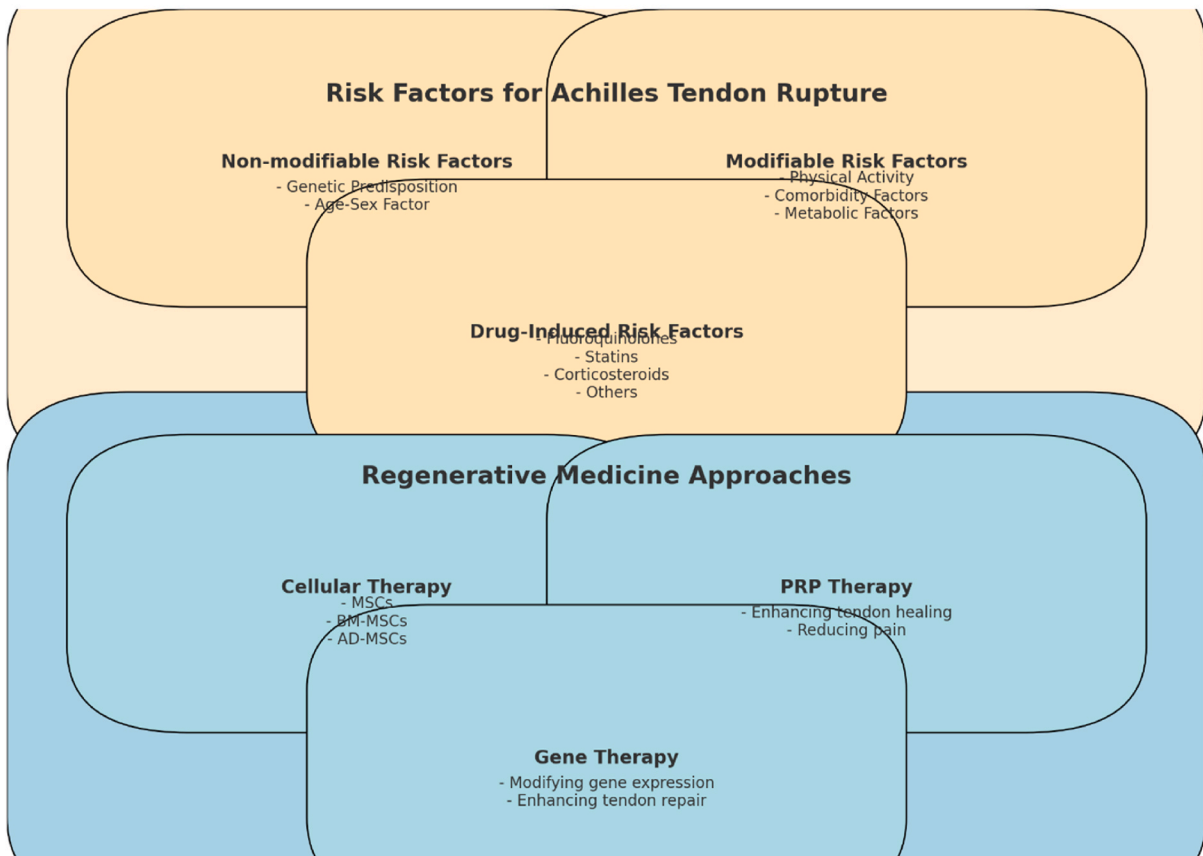 Risk Factors for Achilles Tendon Rupture
Non-modifiable Risk Factors
- Genetic Predisposition
- Age-Sex Factor
Modifiable Risk Factors
- Physical Activity
- Comorbidity Factors
- Metabolic Factors
Drug-Induced Risk Factors
- Fluoroquinolones
- Statins
- Corticosteroids
- Others
Regenerative Medicine Approaches
Cellular Therapy
- MSCs
- BM-MSCs
- AD-MSCs
PRP Therapy
- Enhancing tendon healing
- Reducing pain
Gene Therapy
- Modifying gene expression
- Enhancing tendon repair